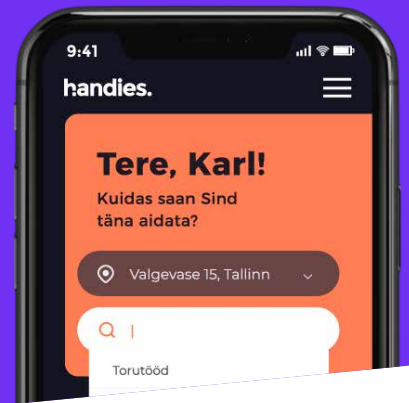 9:41
handies.
Tere, Karl!
Kuidas saan Sind
täna aidata?
Valgevase 15, Tallinn
Torutööd